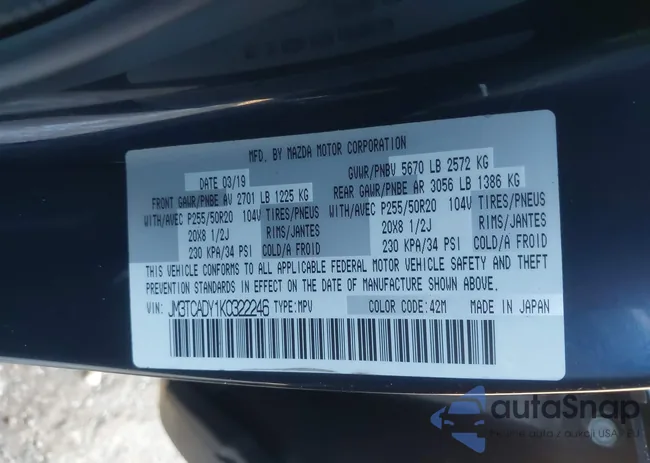 MFD. BY MAZDA MOTOR CORPORATION
DATE 03/19 GVWR/PNBV 5670 LB 2572 KG
FRONT GAWR/PNBE AV 2701 LB 1225 KG REAR GAWR/PNBE AR 3056 LB 1386 KG
WITH/AVEC P255/50R20 104V TIRES/PNEUS WITH/AVEC P255/50R20 104V TIRES/PNEUS
20X8 1/2J RIMS/JANTES 20X8 1/2J RIMS/JANTES
230 KPA/34 PSI COLD/A FROID 230 KPA/34 PSI COLD/A FROID
THIS VEHICLE CONFORMS TO ALL APPLICABLE FEDERAL MOTOR VEHICLE SAFETY AND THEFT
PREVENTION STANDARDS IN EFFECT ON THE DATE OF MANUFACTURE SHOWN ABOVE.
VIN: JM3TCADY1K0322246 TYPE:MPV COLOR CODE:42M MADE IN JAPAN
autaSnap
auta z aukcji USA